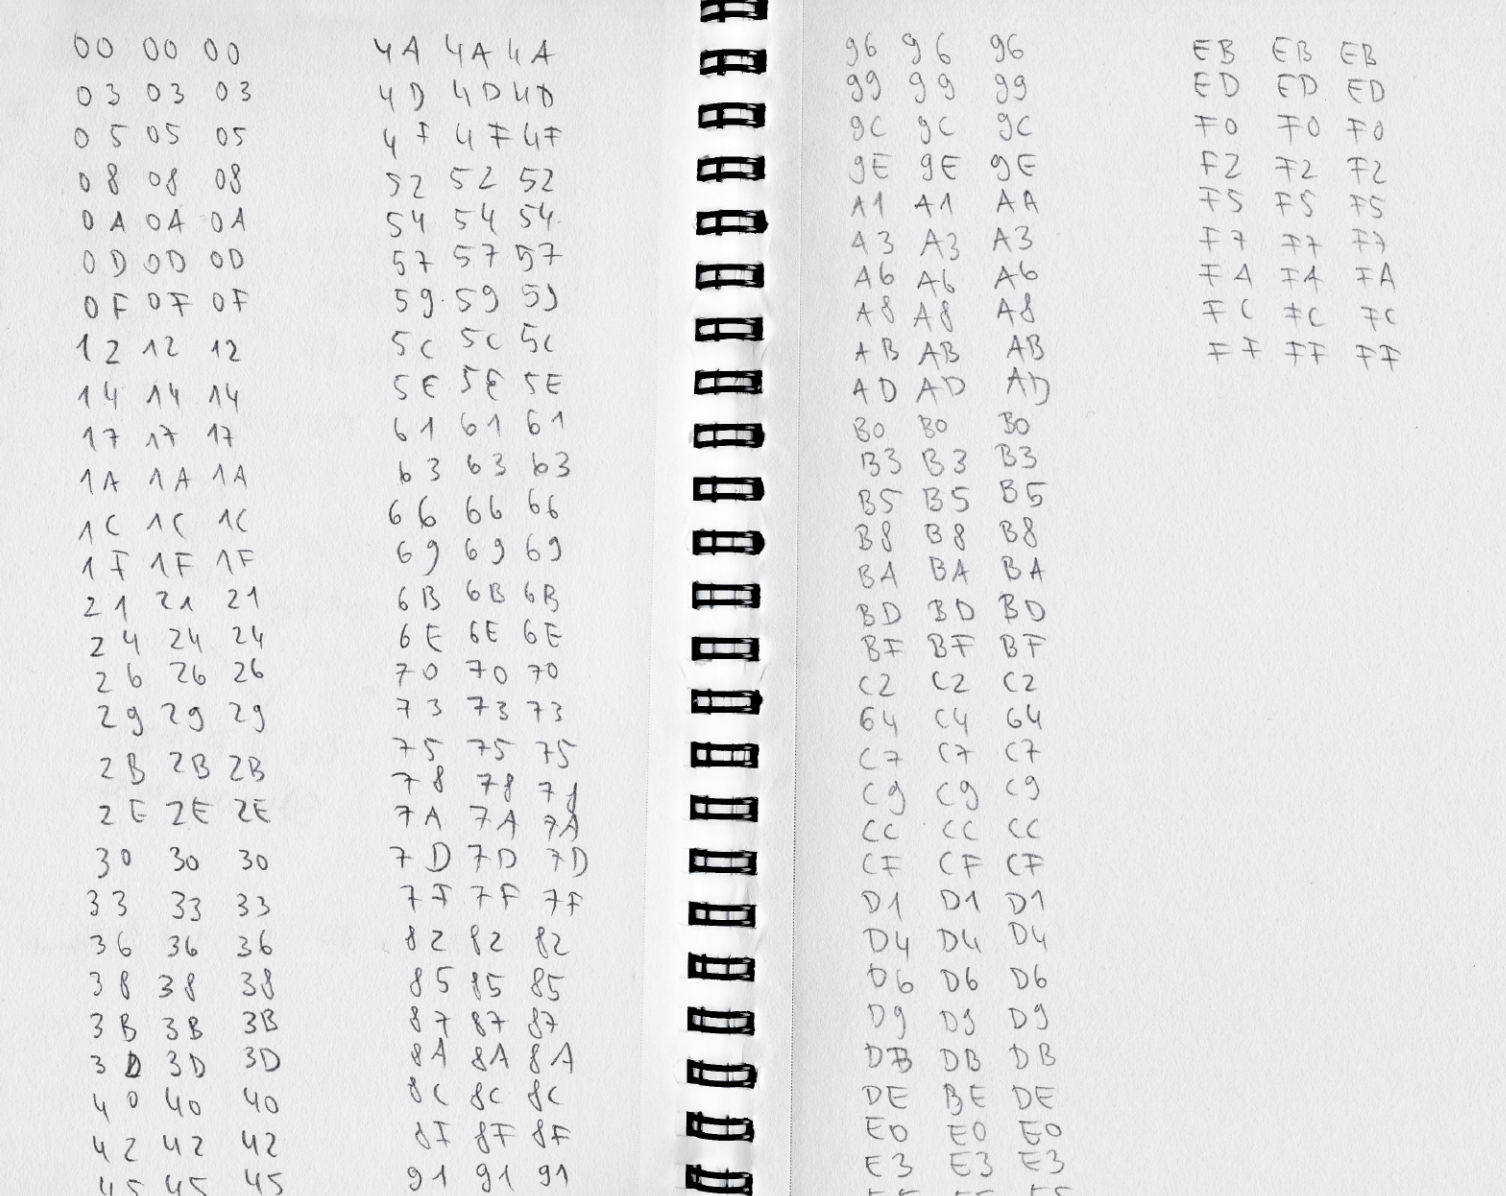 00 00 00
03 03 03
05 05 05
08 08 08
0A 0A 0A
0D 0D 0D
0F 0F 0F
12 12 12
14 14 14
17 17 17
1A 1A 1A
1C 1C 1C
1F 1F 1F
21 21 21
24 24 24
26 26 26
29 29 29
2B 2B 2B
2E 2E 2E
30 30 30
33 33 33
36 36 36
38 38 38
3B 3B 3B
3D 3D 3D
40 40 40
42 42 42
45 45 45
4A 4A 4A
4D 4D 4D
4F 4F 4F
52 52 52
54 54 54
57 57 57
59 59 59
5C 5C 5C
5E 5E 5E
61 61 61
63 63 63
66 66 66
69 69 69
6B 6B 6B
6E 6E 6E
70 70 70
73 73 73
75 75 75
78 78 78
7A 7A 7A
7D 7D 7D
7F 7F 7F
82 82 82
85 85 85
87 87 87
8A 8A 8A
8C 8C 8C
8F 8F 8F
91 91 91
96 96 96
99 99 99
9C 9C 9C
9E 9E 9E
A1 A1 AA
A3 A3 A3
A6 A6 A6
A8 A8 A8
AB AB AB
AD AD AD
B0 B0 B0
B3 B3 B3
B5 B5 B5
B8 B8 B8
BA BA BA
BD BD BD
BF BF BF
C2 C2 C2
64 C4 64
C7 C7 C7
C9 C9 C9
CC CC CC
CF CF CF
D1 D1 D1
D4 D4 D4
D6 D6 D6
D9 D9 D9
DB DB DB
DE BE DE
E0 E0 E0
E3 E3 E3
EB EB EB
ED ED ED
F0 F0 F0
F2 F2 F2
F5 F5 F5
F7 F7 F7
FA FA FA
FC FC FC
FF FF FF